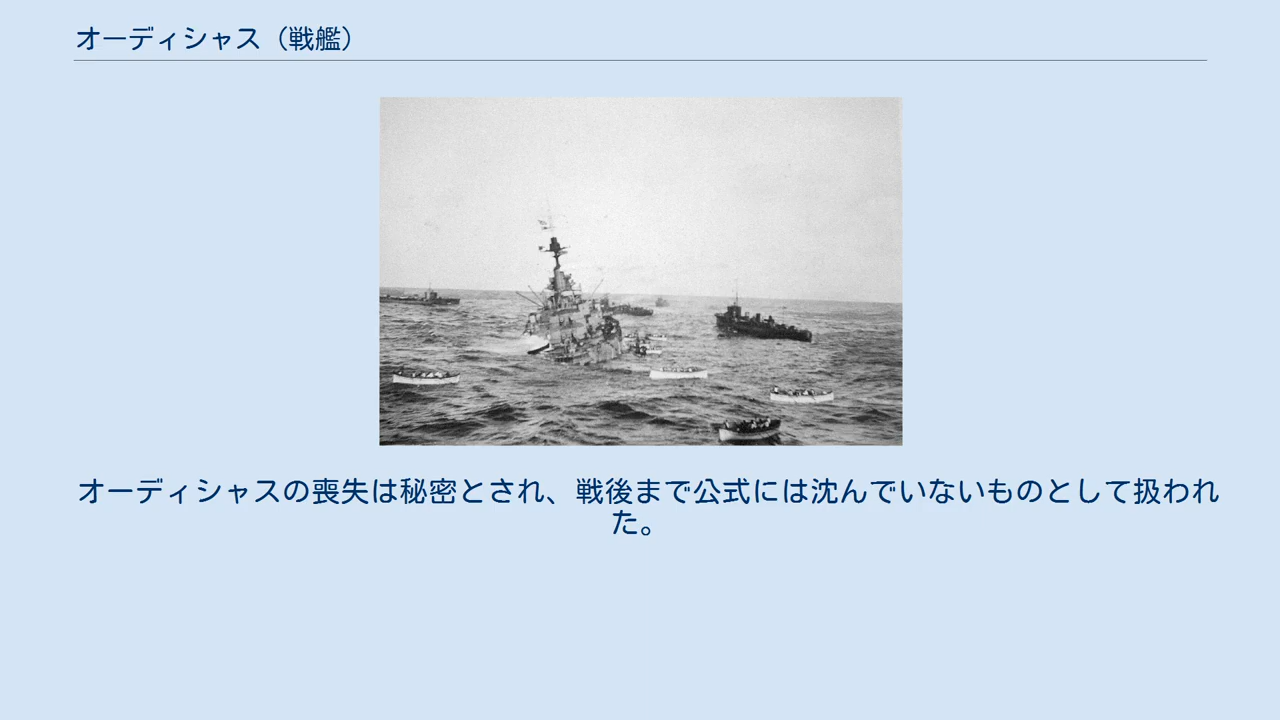 オーディシャス（戦艦）
オーディシャスの喪失は秘密とされ、戦後まで公式には沈んでいないものとして扱われ
た。